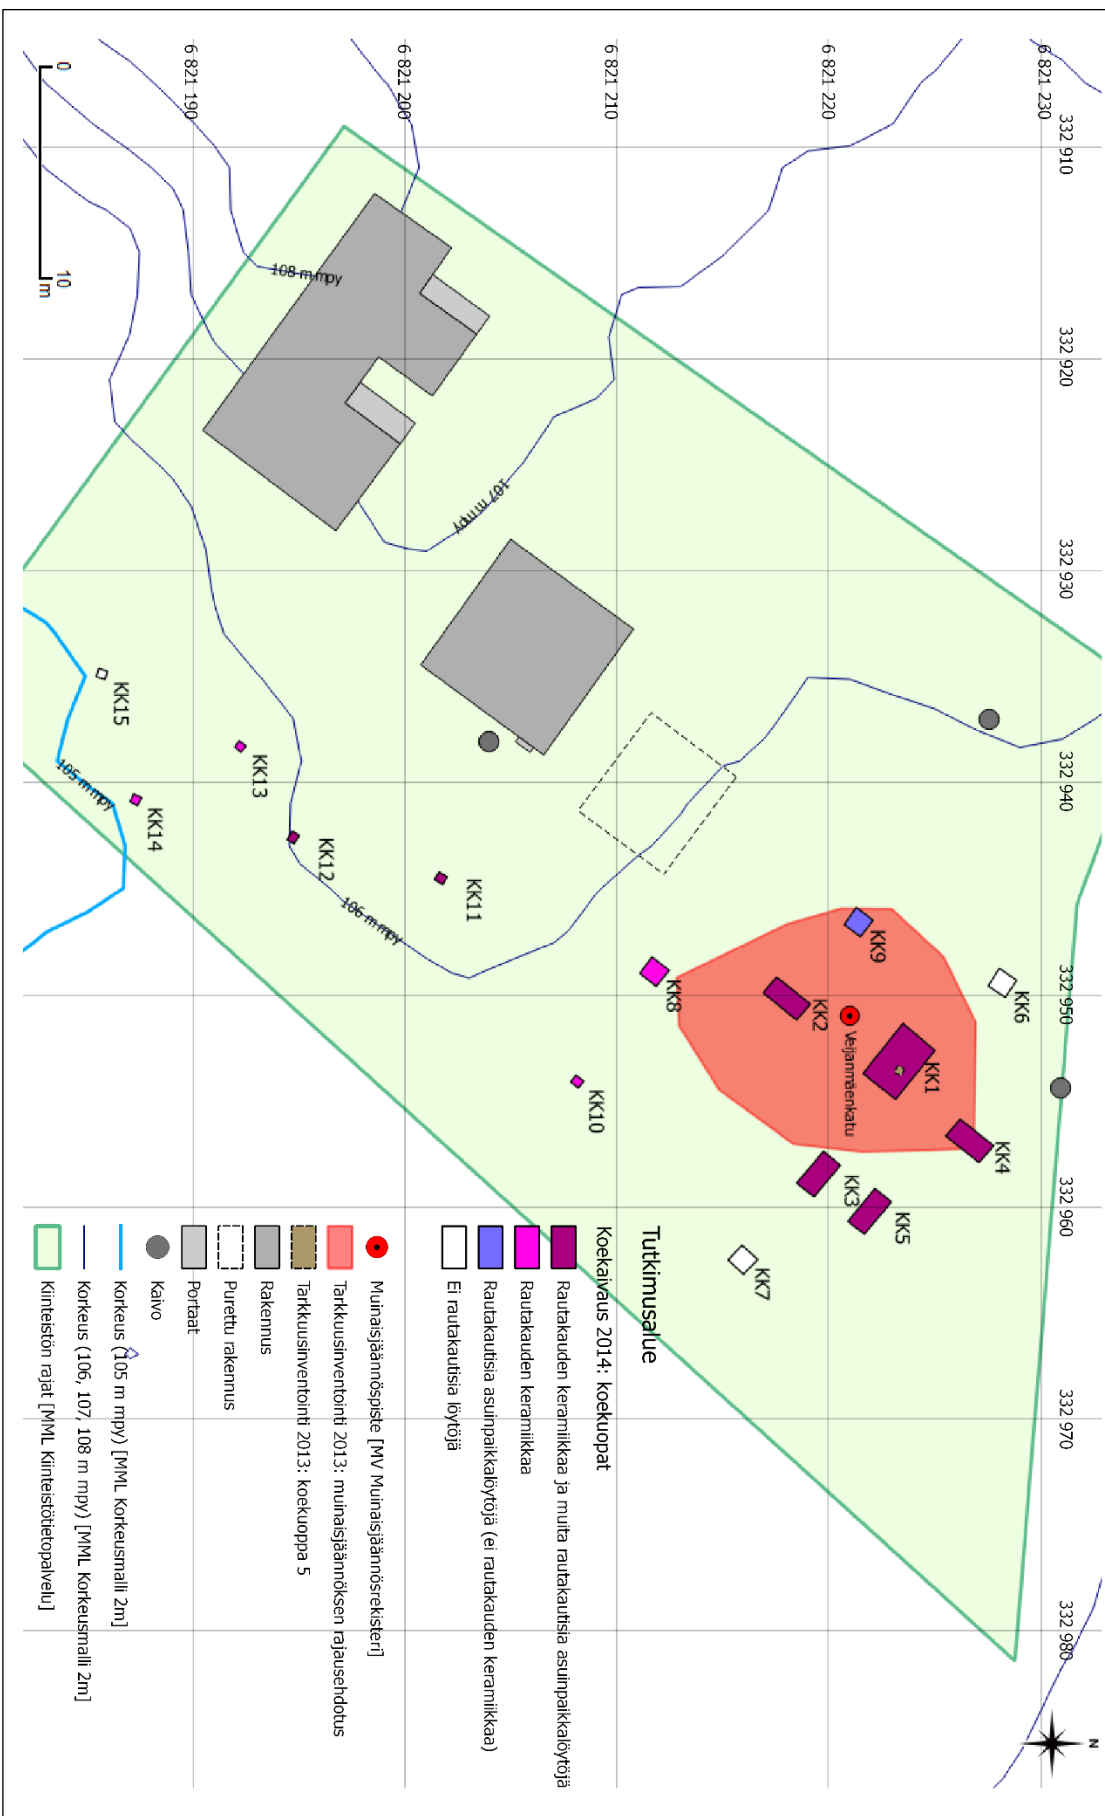 6 821 190
6 821 200
6 821 210
6 821 220
6 821 230
332 910
332 920
332 930
332 940
332 950
332 960
332 970
332 980
0
10
m
N
108 m mpy
107 m mpy
106 m mpy
105 m mpy
KK1
KK2
KK3
KK4
KK5
KK6
KK7
KK8
KK9
KK10
KK11
KK12
KK13
KK14
KK15
Veijanmäenkatu
Tutkimusalue
Koekaivaus 2014: koekuopat
Rautakauden keramiikkaa ja muita rautakautisia asuinpaikkalöytöjä
Rautakauden keramiikkaa
Rautakautisia asuinpaikkalöytöjä (ei rautakauden keramiikkaa)
Ei rautakautisia löytöjä
Muinaisjäännöspiste [MV Muinaisjäännösrekisteri]
Tarkkuusinventointi 2013: muinaisjäännöksen rajausehdotus
Tarkkuusinventointi 2013: koekuoppa 5
Rakennus
Purettu rakennus
Portaat
Kaivo
Korkeus (105 m mpy) [MML Korkeusmalli 2m]
Korkeus (106, 107, 108 m mpy) [MML Korkeusmalli 2m]
Kiinteistön rajat [MML Kiinteistötietopalvelu]